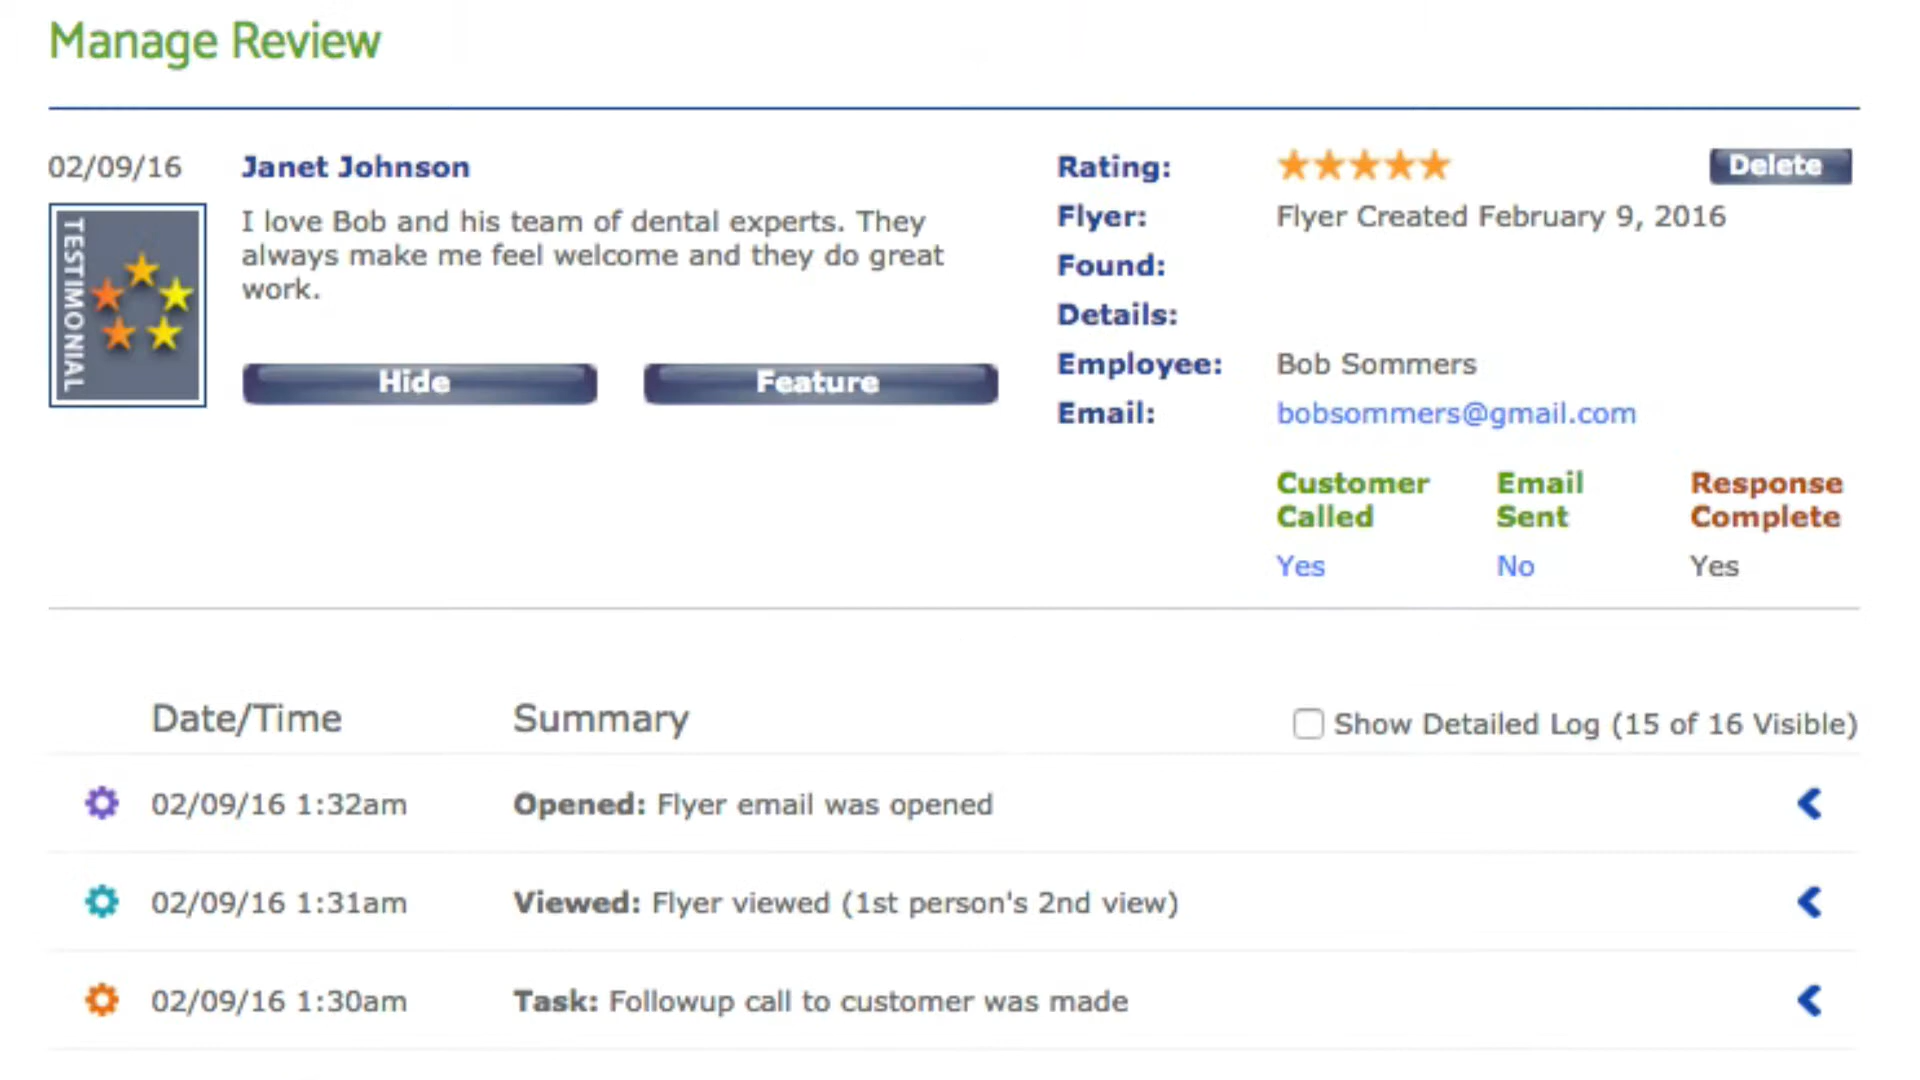 Manage Review
02/09/16
Janet Johnson
TESTIMONIAL
I love Bob and his team of dental experts. They
always make me feel welcome and they do great
work.
Hide
Feature
Rating:
Delete
Flyer: Flyer Created February 9, 2016
Found:
Details:
Employee: Bob Sommers
Email: bobsommers@gmail.com
Customer Called
Email Sent
Response Complete
Yes No Yes
Date/Time Summary Show Detailed Log (15 of 16 Visible)
02/09/16 1:32am Opened: Flyer email was opened
02/09/16 1:31am Viewed: Flyer viewed (1st person's 2nd view)
02/09/16 1:30am Task: Followup call to customer was made